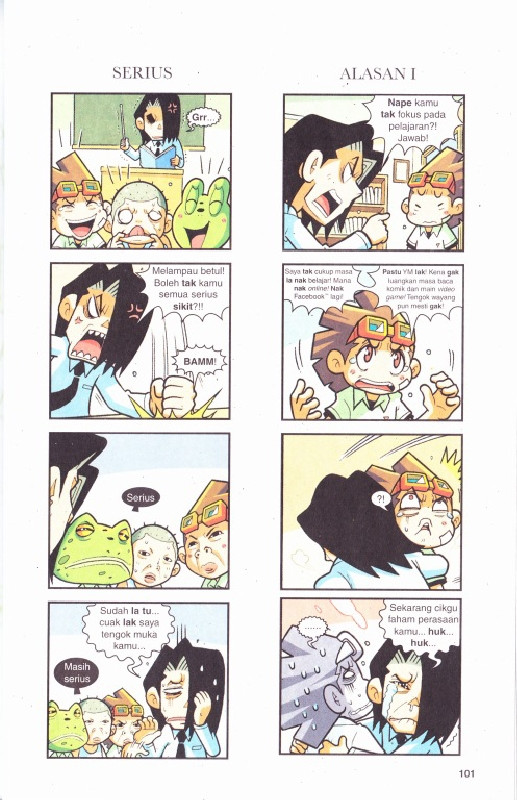 SERIUS
Grr...
Melampau betul!
Boleh tak kamu
semua serius
sikit?!!
BAMM!
Serius
Sudah la tu...
cuak lak saya
tengok muka
kamu...
Masih
serius
ALASAN I
Nape kamu
tak fokus pada
pelajaran?!
Jawab!
Saya tak cukup masa
la nak belajar! Mana
nak online! Nak
Facebook™ lagi!
Pastu YM lak! Kena gak
luangkan masa baca
komik dan main video
game! Tengok wayang
pun mesti gak!
?!
Sekarang cikgu
faham perasaan
kamu... huk...
huk...
........
101